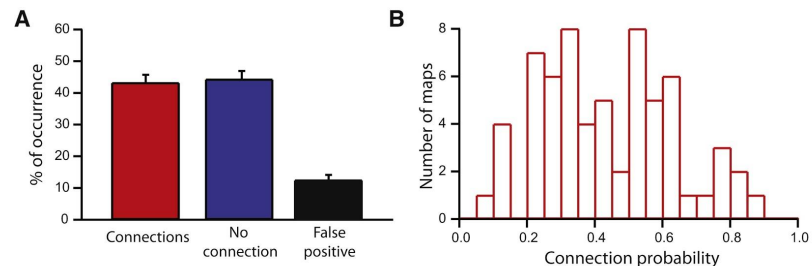 A
% of occurrence
60
50
40
30
20
10
0
Connections
No
connection
False
positive
B
Number of maps
8
6
4
2
0
0.0
0.2
0.4
0.6
0.8
1.0
Connection probability